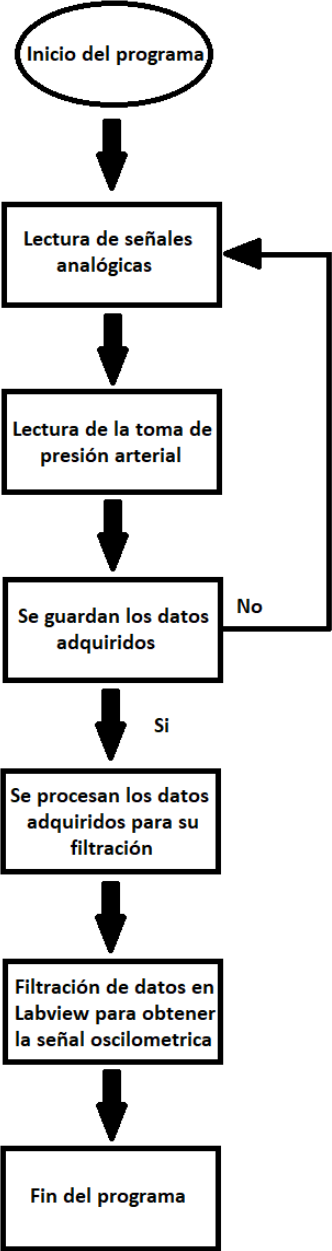 Inicio del programa
Lectura de señales
analógicas
Lectura de la toma de
presión arterial
Se guardan los datos
adquiridos
No
Si
Se procesan los datos
adquiridos para su
filtración
Filtración de datos en
Labview para obtener
la señal oscilometrica
Fin del programa